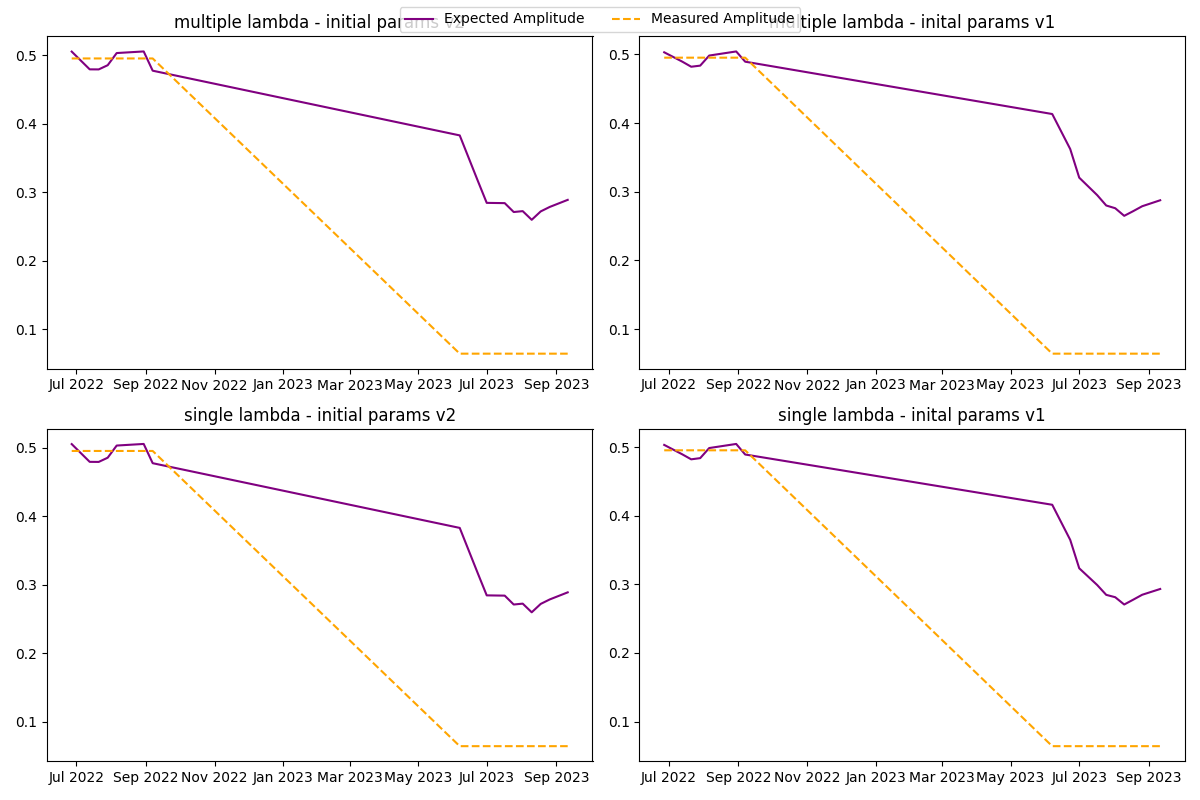 Expected Amplitude Measured Amplitude
multiple lambda - initial params v2
multiple lambda - inital params v1
0.5
0.4
0.3
0.2
0.1
Jul 2022 Sep 2022 Nov 2022 Jan 2023 Mar 2023 May 2023 Jul 2023 Sep 2023
0.5
0.4
0.3
0.2
0.1
Jul 2022 Sep 2022 Nov 2022 Jan 2023 Mar 2023 May 2023 Jul 2023 Sep 2023
single lambda - initial params v2
0.5
0.4
0.3
0.2
0.1
Jul 2022 Sep 2022 Nov 2022 Jan 2023 Mar 2023 May 2023 Jul 2023 Sep 2023
single lambda - inital params v1
0.5
0.4
0.3
0.2
0.1
Jul 2022 Sep 2022 Nov 2022 Jan 2023 Mar 2023 May 2023 Jul 2023 Sep 2023